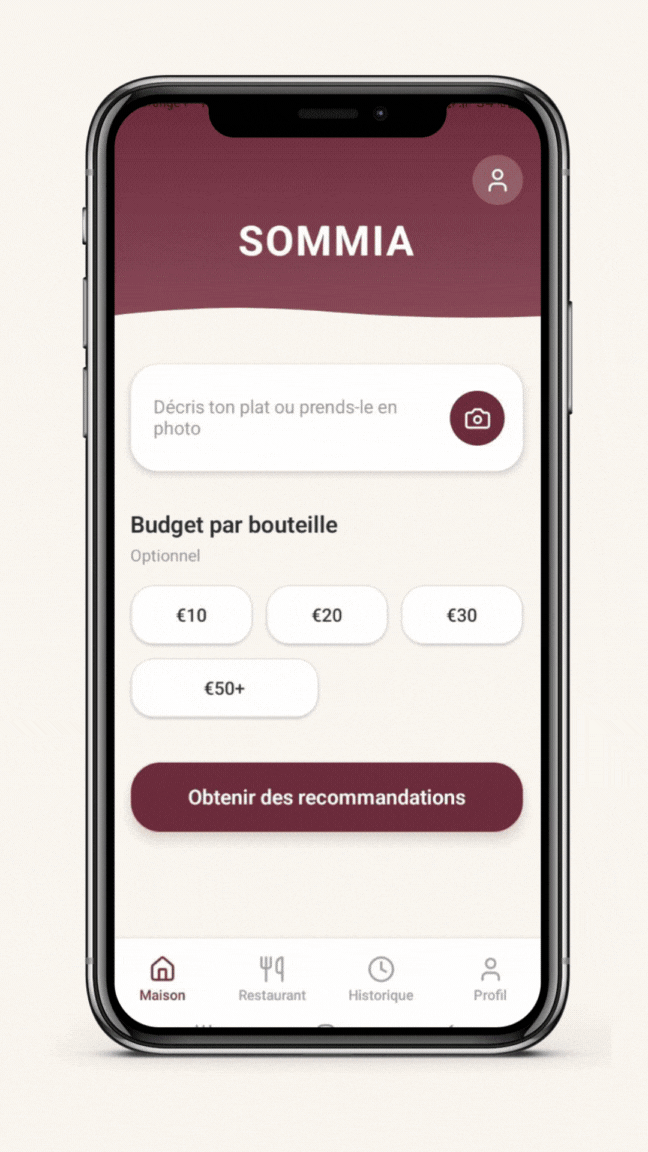 SOMMIA
Décris ton plat ou prends-le en
photo
Budget par bouteille
Optionnel
€10
€20
€30
€50+
Obtenir des recommandations
Maison
Restaurant
Historique
Profil